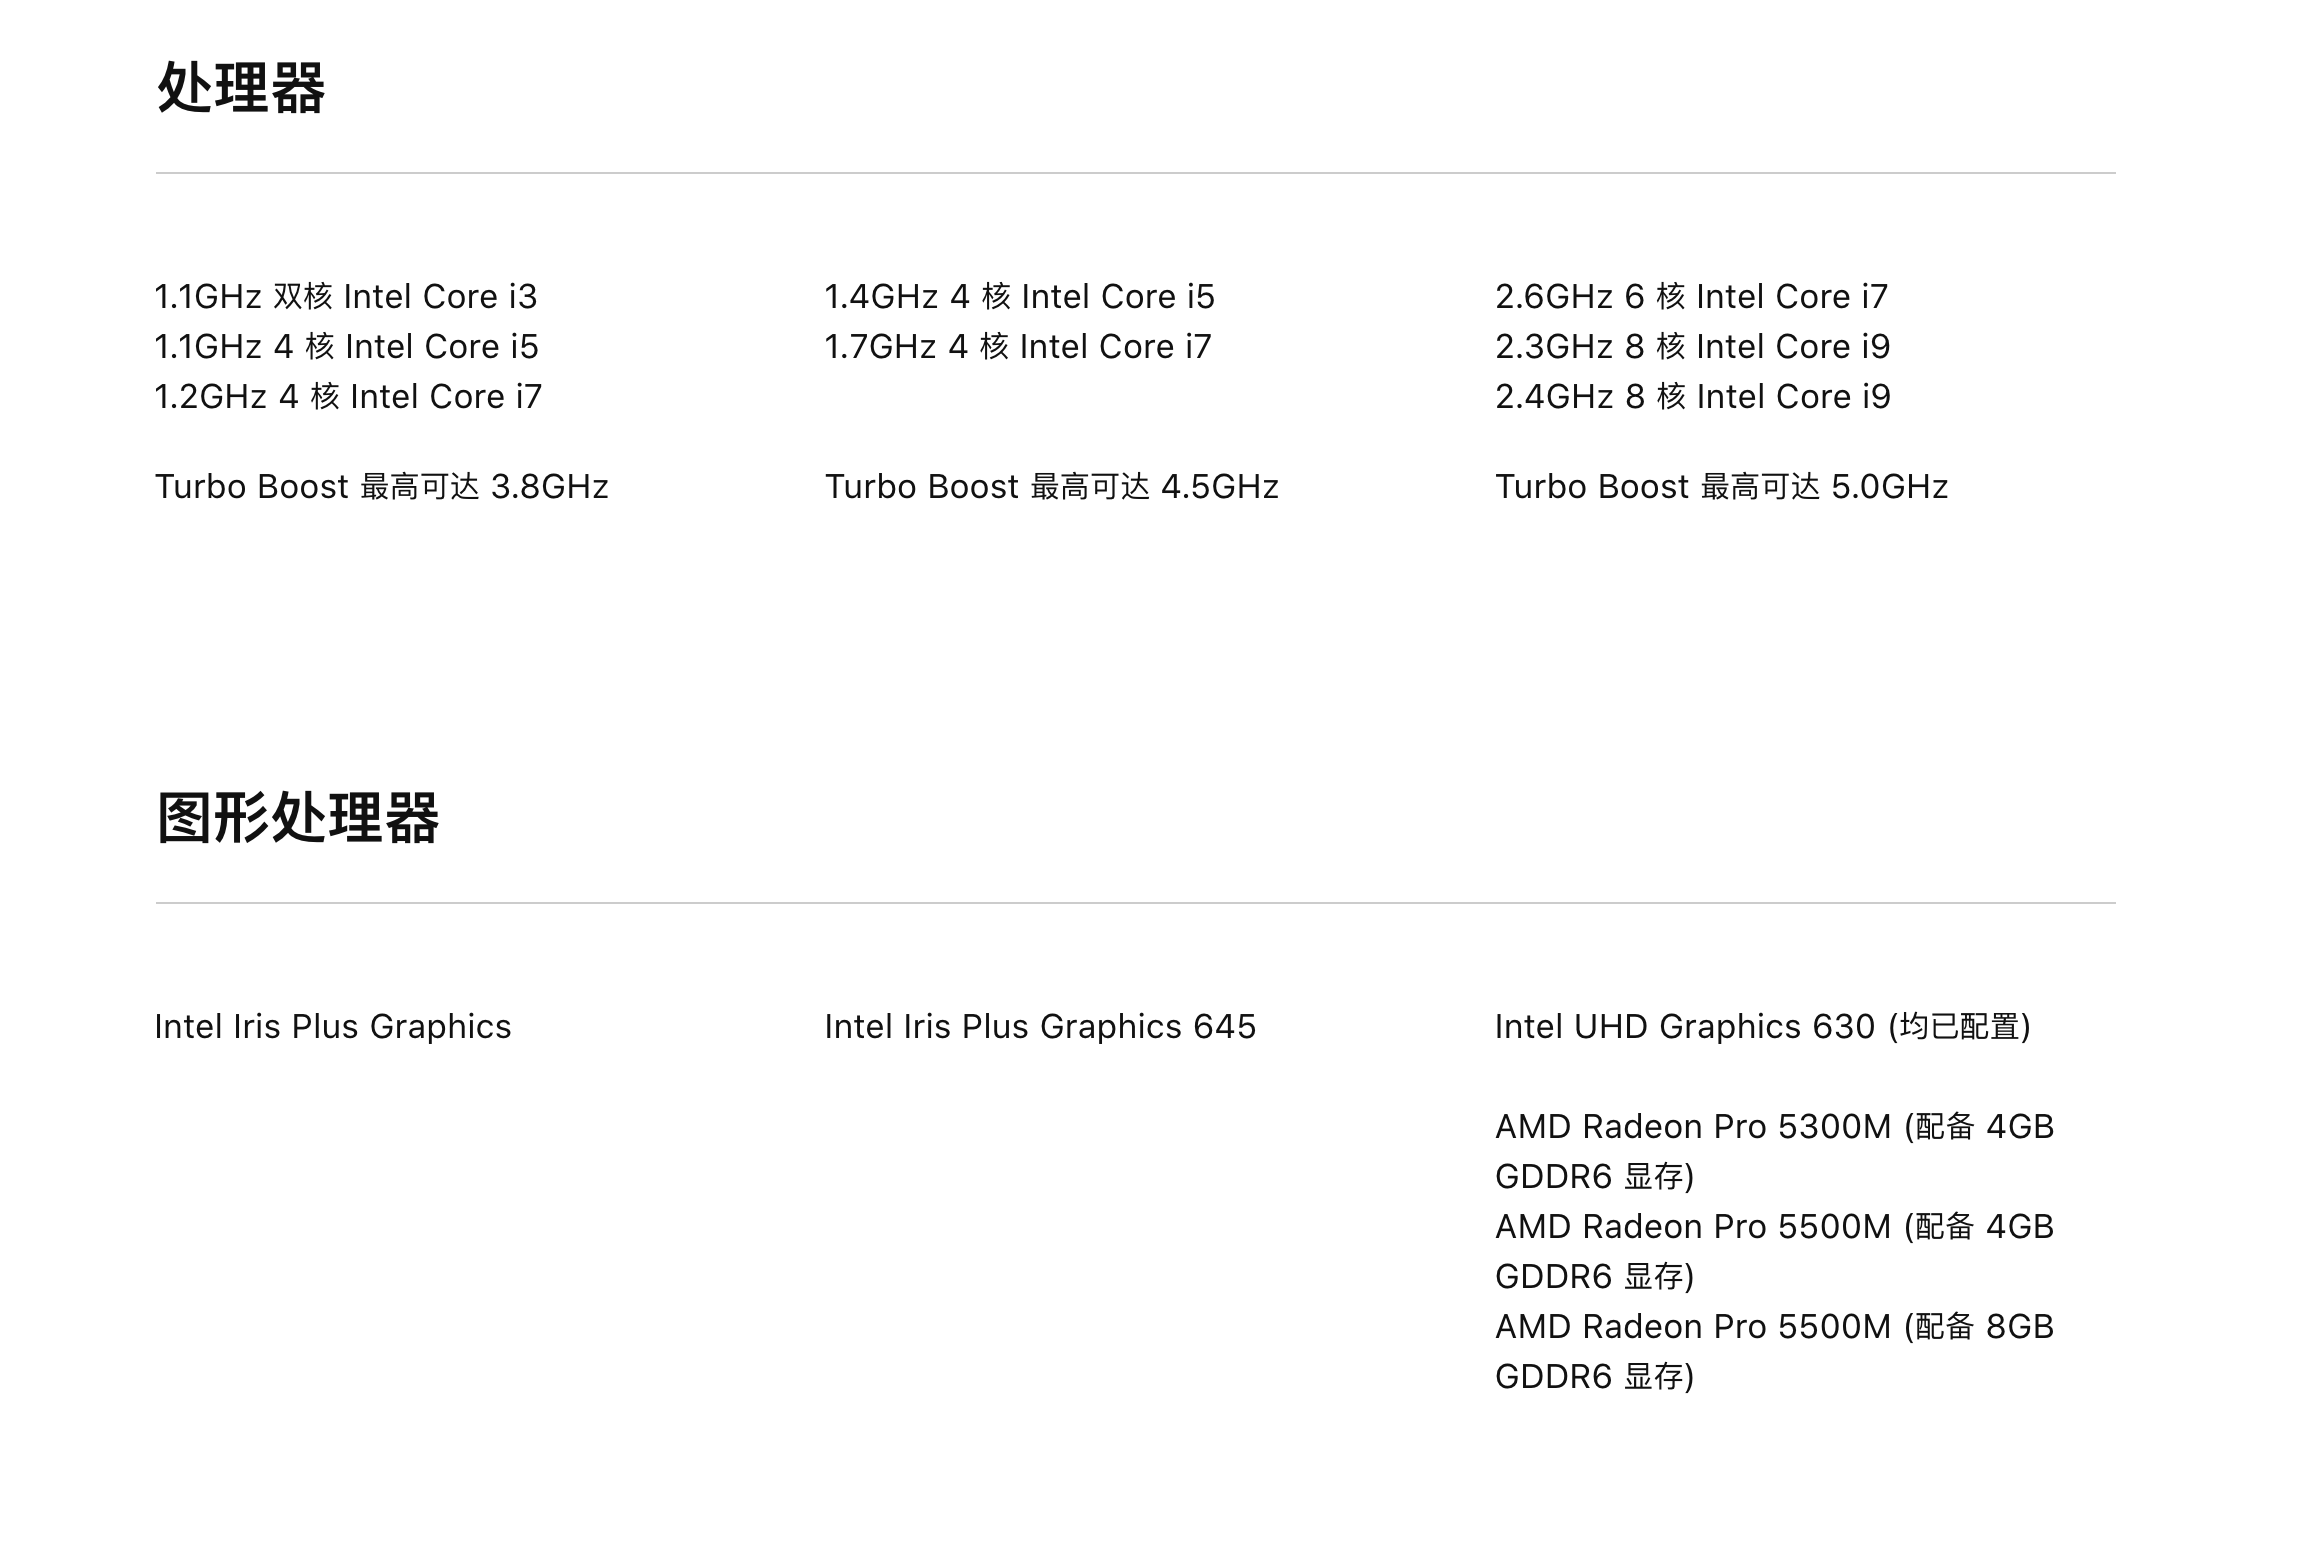 处理器
1.1GHz 双核 Intel Core i3
1.1GHz 4 核 Intel Core i5
1.2GHz 4 核 Intel Core i7
Turbo Boost 最高可达 3.8GHz
1.4GHz 4 核 Intel Core i5
1.7GHz 4 核 Intel Core i7
Turbo Boost 最高可达 4.5GHz
2.6GHz 6 核 Intel Core i7
2.3GHz 8 核 Intel Core i9
2.4GHz 8 核 Intel Core i9
Turbo Boost 最高可达 5.0GHz
图形处理器
Intel Iris Plus Graphics
Intel Iris Plus Graphics 645
Intel UHD Graphics 630 (均已配置)
AMD Radeon Pro 5300M (配备 4GB
GDDR6 显存)
AMD Radeon Pro 5500M (配备 4GB
GDDR6 显存)
AMD Radeon Pro 5500M (配备 8GB
GDDR6 显存)